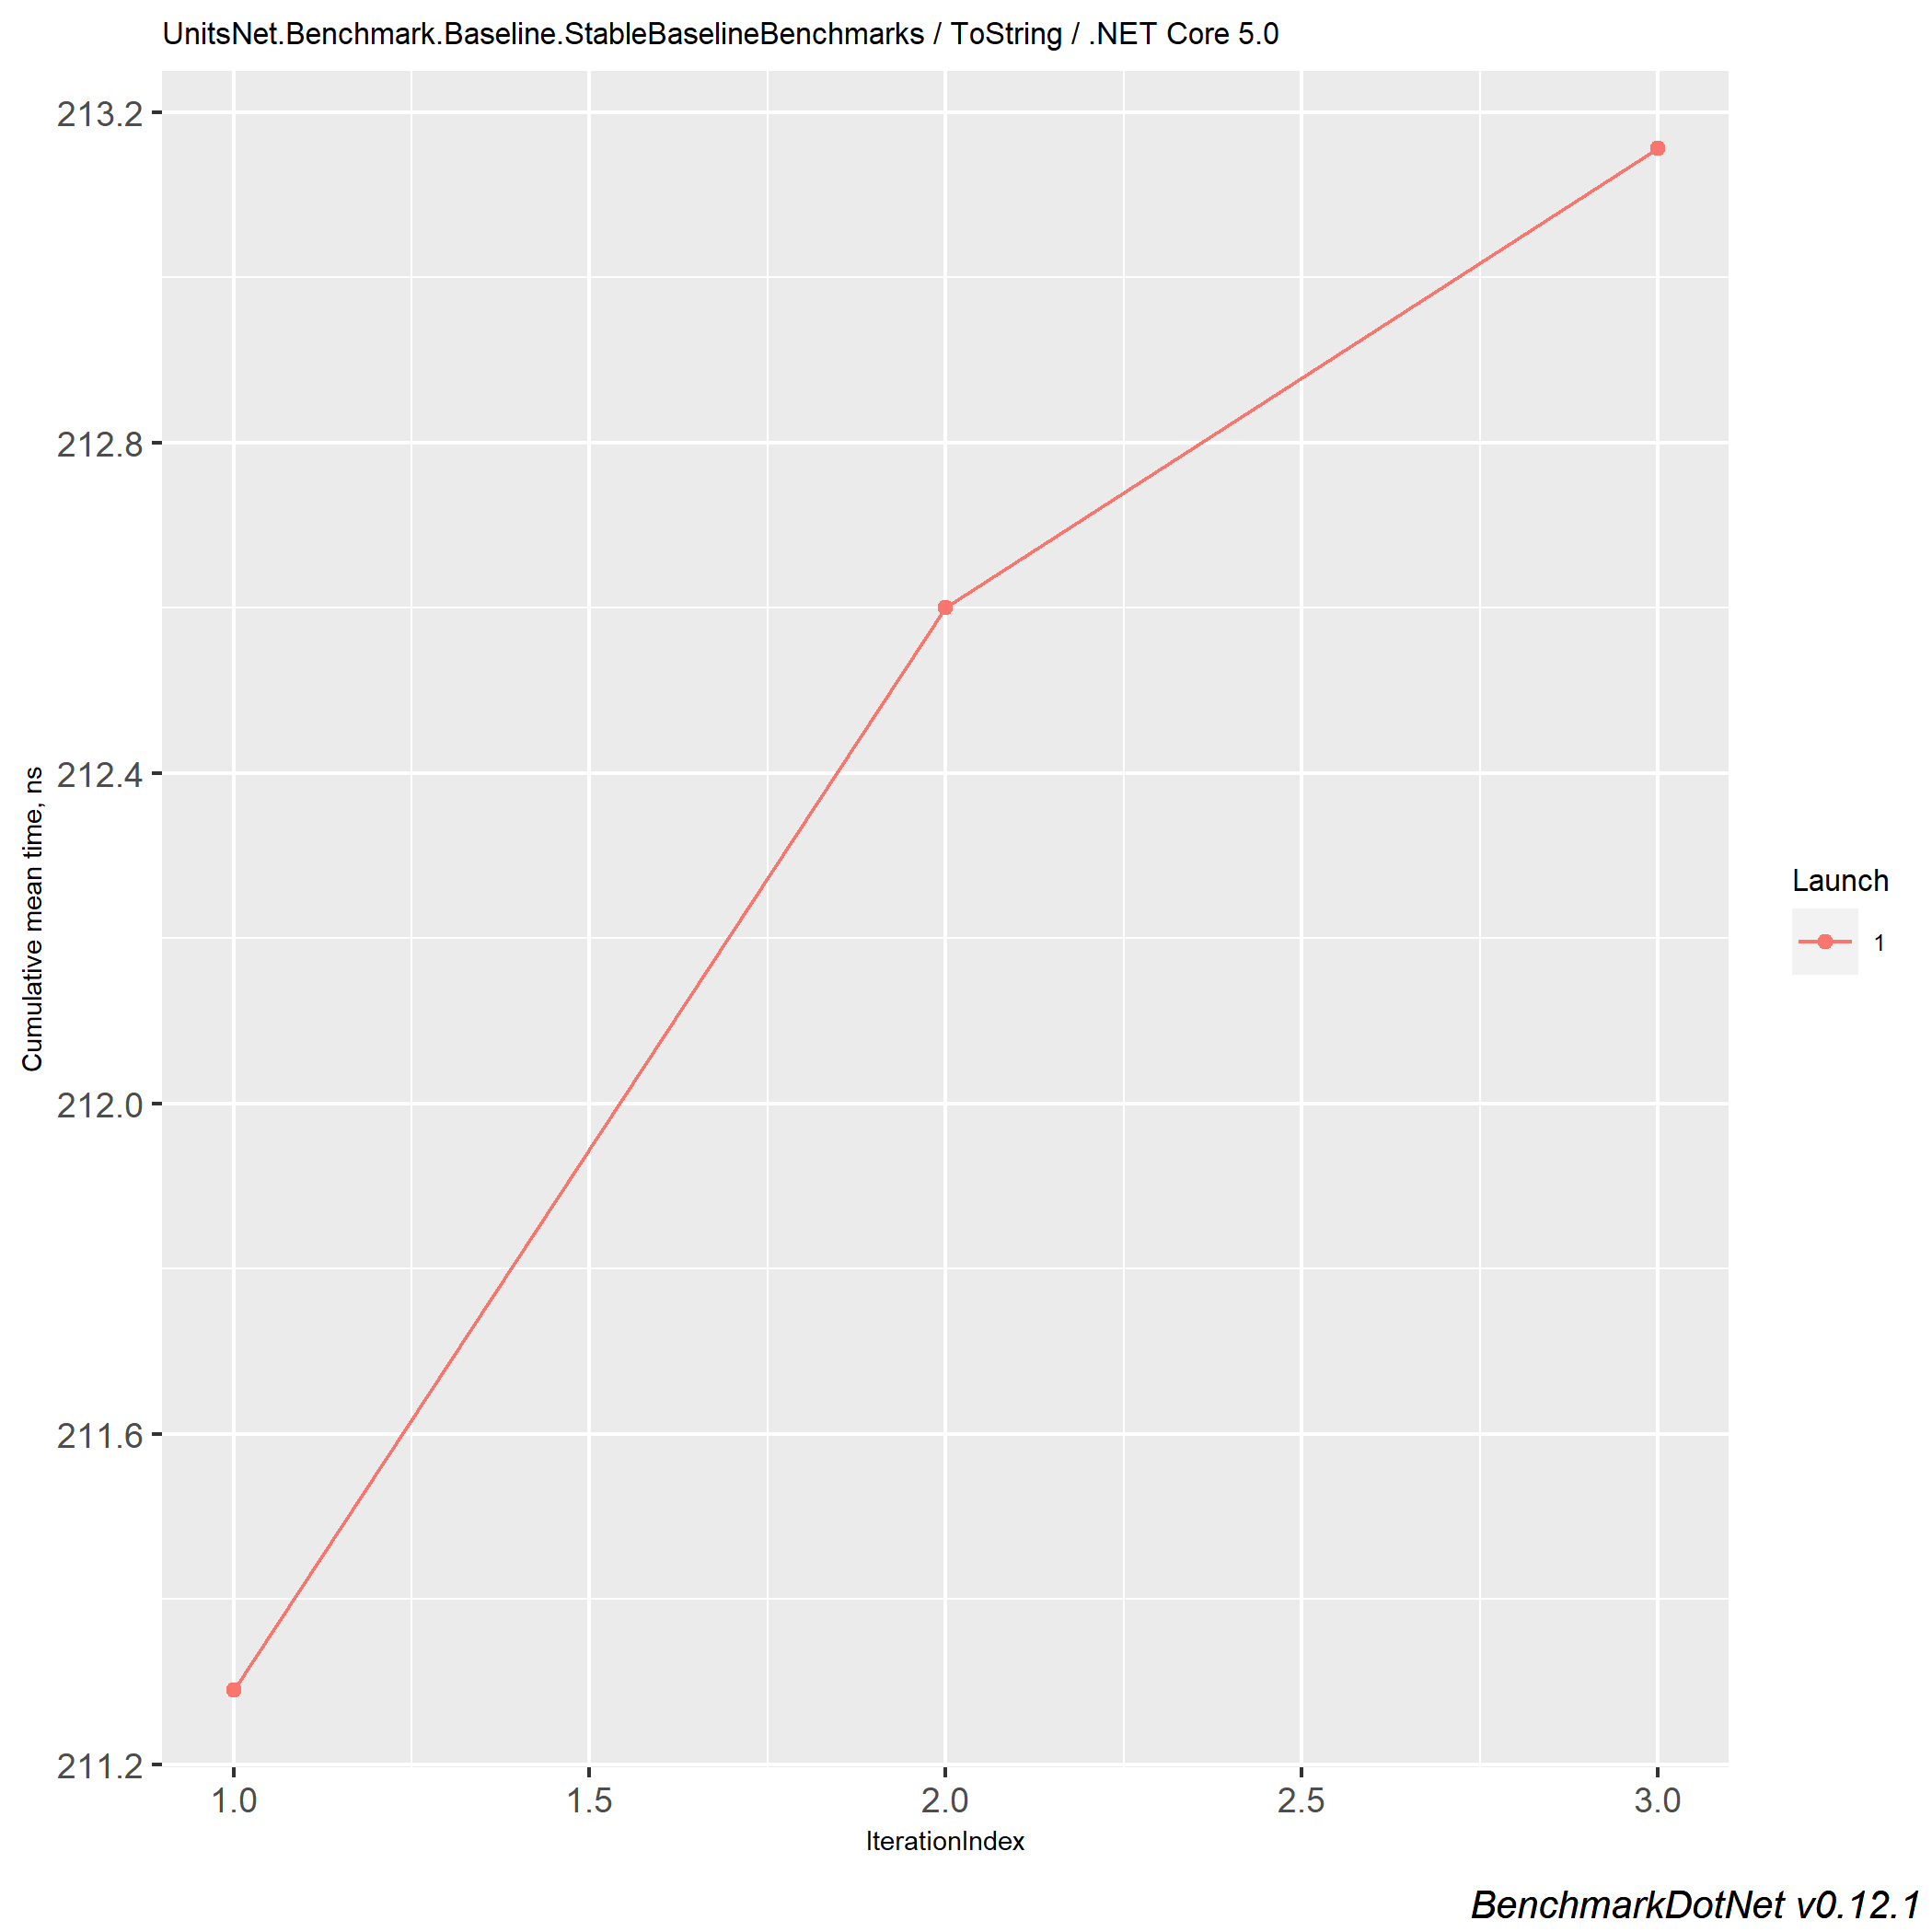 UnitsNet.Benchmark.Baseline.StableBaselineBenchmarks / ToString / .NET Core 5.0
213.2
212.8
212.4
212.0
211.6
211.2
Cumulative mean time, ns
1.0 1.5 2.0 2.5 3.0
IterationIndex
Launch
1
BenchmarkDotNet v0.12.1